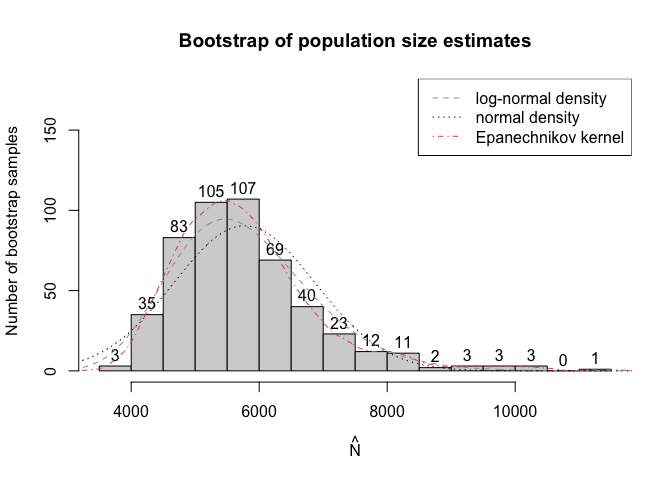 Bootstrap of population size estimates
log-normal density
normal density
Epanechnikov kernel
Number of bootstrap samples
150
100
50
0
3
35
83
105
107
69
40
23
12
11
2
3
3
3
0
1
4000 6000 8000 10000
N̂